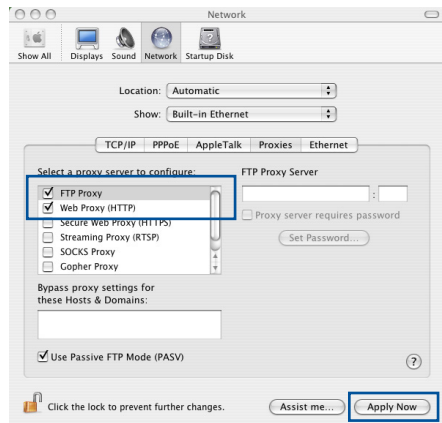 Network
Show All Displays Sound Network Startup Disk
Location: Automatic
Show: Built-in Ethernet
TCP/IP PPPoE AppleTalk Proxies Ethernet
Select a proxy server to configure:
FTP Proxy
Web Proxy (HTTP)
Secure Web Proxy (HTTPS)
Streaming Proxy (RTSP)
SOCKS Proxy
Gopher Proxy
FTP Proxy Server
:
Proxy server requires password
Set Password...
Bypass proxy settings for
these Hosts & Domains:
Use Passive FTP Mode (PASV)
?
Click the lock to prevent further changes.
Assist me...
Apply Now